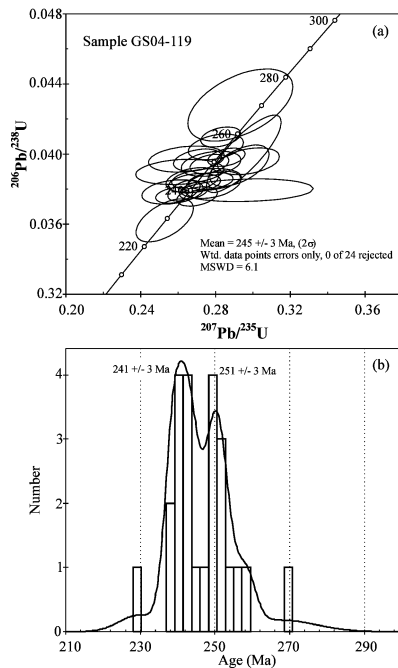 0.048
300
(a)
Sample GS04-119
280
0.044
260
206Pb/238U
0.040
240
0.036
220
Mean = 245 +/- 3 Ma, (2σ)
Wtd. data points errors only, 0 of 24 rejected
MSWD = 6.1
0.32
0.20 0.24 0.28 0.32 0.36
207Pb/235U
(b)
241 +/- 3 Ma 251 +/- 3 Ma
4
3
Number
2
1
0
210 230 250 270 290
Age (Ma)